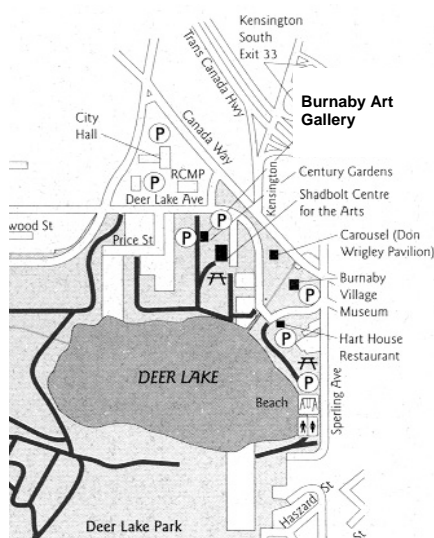 Kensington
South
Exit 33
Trans Canada Hwy
Burnaby Art
Gallery
City
Hall
P
Canada Way
RCMP
P
Deer Lake Ave
Kensington
Century Gardens
Shadbolt Centre
for the Arts
P
wood St
Price St
P
Carousel (Don
Wrigley Pavilion)
Burnaby
Village
Museum
P
Hart House
Restaurant
P
DEER LAKE
P
Beach
Sperling Ave
Deer Lake Park
Haszard St
St